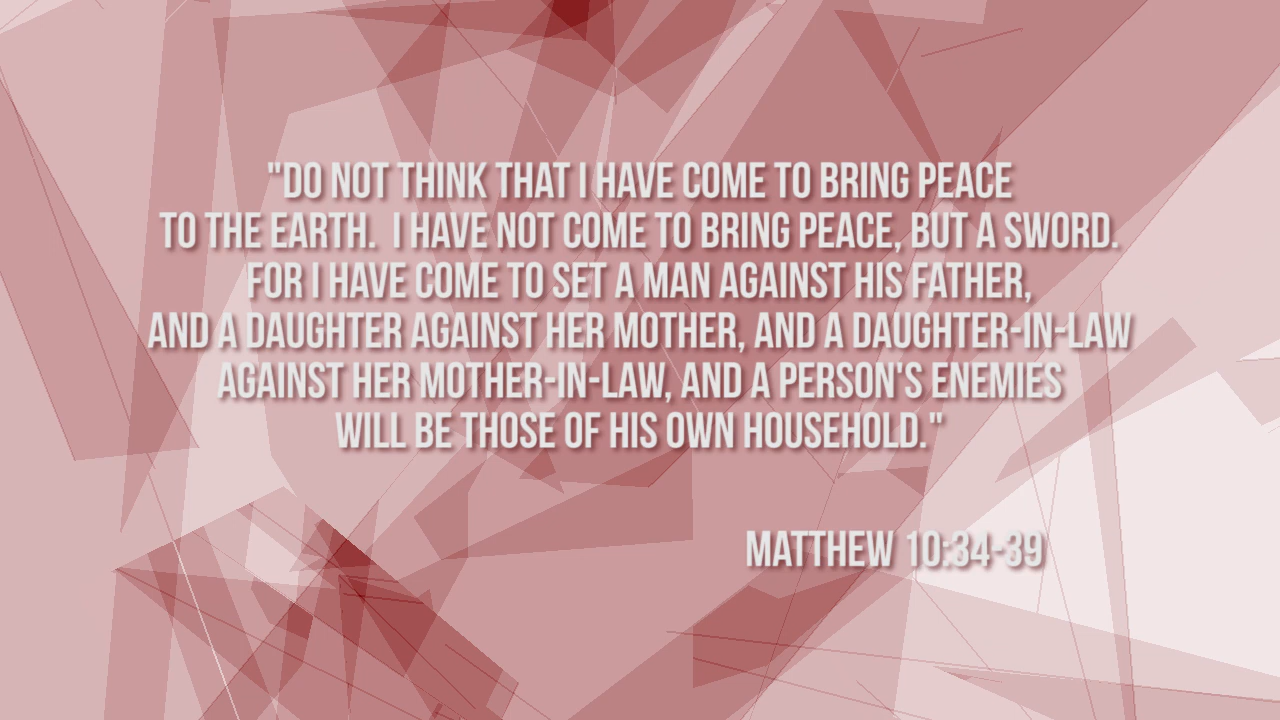 "DO NOT THINK THAT I HAVE COME TO BRING PEACE
TO THE EARTH. I HAVE NOT COME TO BRING PEACE, BUT A SWORD.
FOR I HAVE COME TO SET A MAN AGAINST HIS FATHER,
AND A DAUGHTER AGAINST HER MOTHER, AND A DAUGHTER-IN-LAW
AGAINST HER MOTHER-IN-LAW, AND A PERSON'S ENEMIES
WILL BE THOSE OF HIS OWN HOUSEHOLD."
MATTHEW 10:34-39